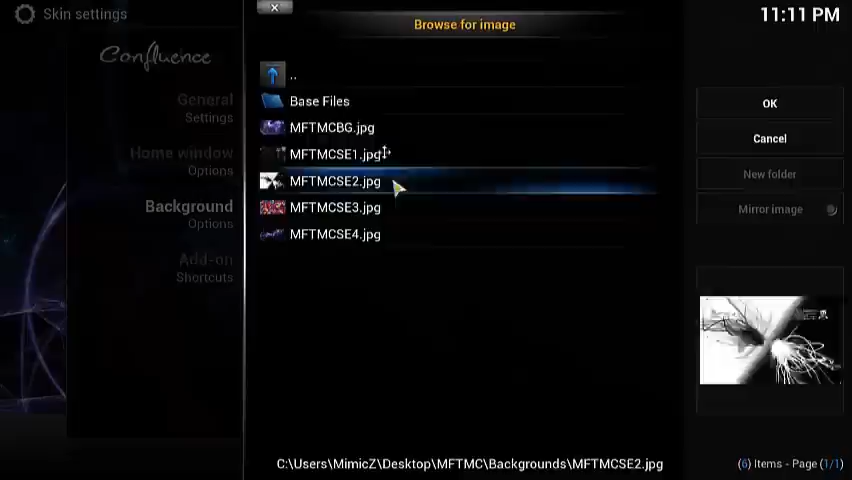 Skin settings
Browse for image
11:11 PM
Confluence
General
Settings
Home window
Options
Background
Options
Add-on
Shortcuts
..
Base Files
MFTMCBG.jpg
MFTMCSE1.jpg
MFTMCSE2.jpg
MFTMCSE3.jpg
MFTMCSE4.jpg
OK
Cancel
New folder
Mirror image
C:\Users\MimicZ\Desktop\MFTMC\Backgrounds\MFTMCSE2.jpg
(6) Items - Page (1/1)